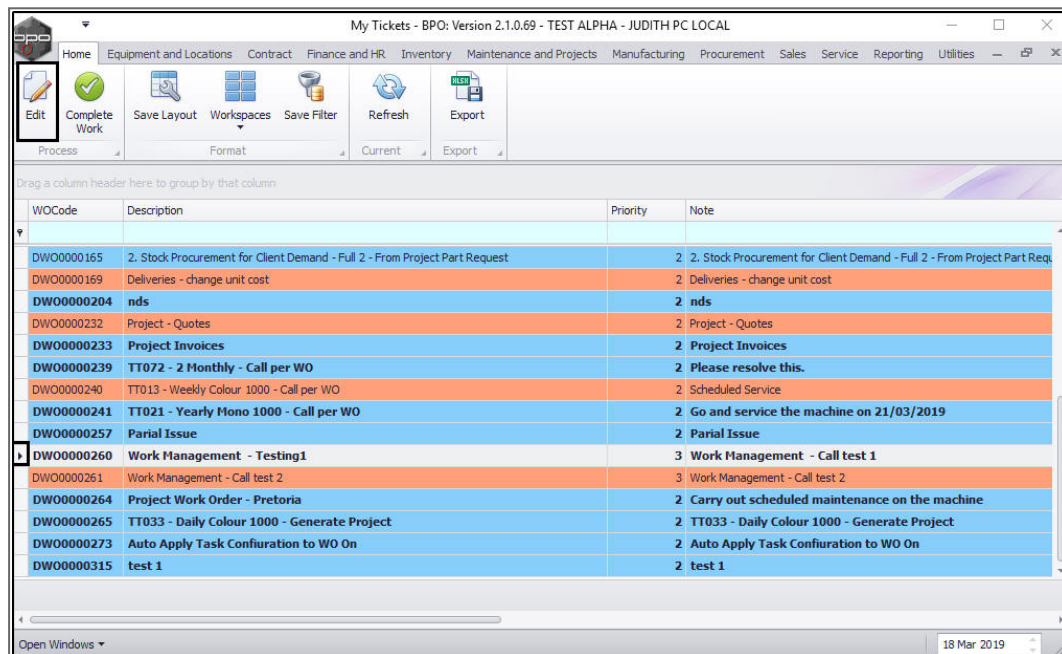 My Tickets - BPO: Version 2.1.0.69 - TEST ALPHA - JUDITH PC LOCAL
bpo
Home Equipment and Locations Contract Finance and HR Inventory Maintenance and Projects Manufacturing Procurement Sales Service Reporting Utilities
Edit Complete Work Save Layout Workspaces Save Filter Refresh XLSX Export
Process Format Current Export
Drag a column header here to group by that column
WOCode Description Priority Note
DWO0000165 2. Stock Procurement for Client Demand - Full 2 - From Project Part Request 2 2. Stock Procurement for Client Demand - Full 2 - From Project Part Requ
DWO0000169 Deliveries - change unit cost 2 Deliveries - change unit cost
DWO0000204 nds 2 nds
DWO0000232 Project - Quotes 2 Project - Quotes
DWO0000233 Project Invoices 2 Project Invoices
DWO0000239 TT072 - 2 Monthly - Call per WO 2 Please resolve this.
DWO0000240 TT013 - Weekly Colour 1000 - Call per WO 2 Scheduled Service
DWO0000241 TT021 - Yearly Mono 1000 - Call per WO 2 Go and service the machine on 21/03/2019
DWO0000257 Parial Issue 2 Parial Issue
DWO0000260 Work Management - Testing1 3 Work Management - Call test 1
DWO0000261 Work Management - Call test 2 3 Work Management - Call test 2
DWO0000264 Project Work Order - Pretoria 2 Carry out scheduled maintenance on the machine
DWO0000265 TT033 - Daily Colour 1000 - Generate Project 2 TT033 - Daily Colour 1000 - Generate Project
DWO0000273 Auto Apply Task Confiuration to WO On 2 Auto Apply Task Confiuration to WO On
DWO0000315 test 1 2 test 1
Open Windows 18 Mar 2019